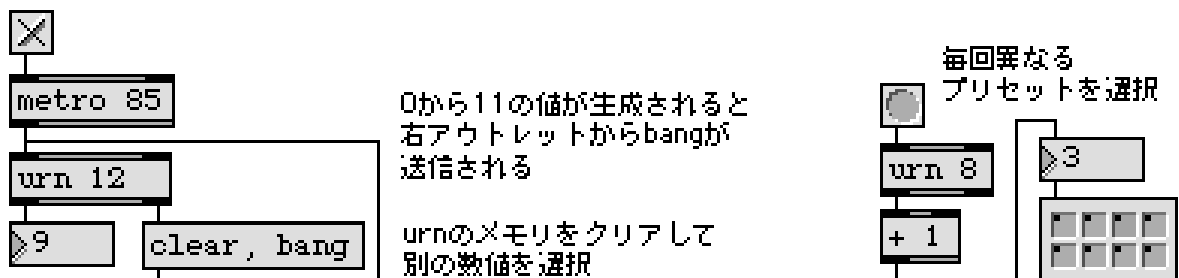 metro 85
urn 12
9
clear, bang
0から11の値が生成されると
右アウトレットからbangが
送信される
urnのメモリをクリアして
別の数値を選択
毎回異なる
プリセットを選択
urn 8
3
+ 1